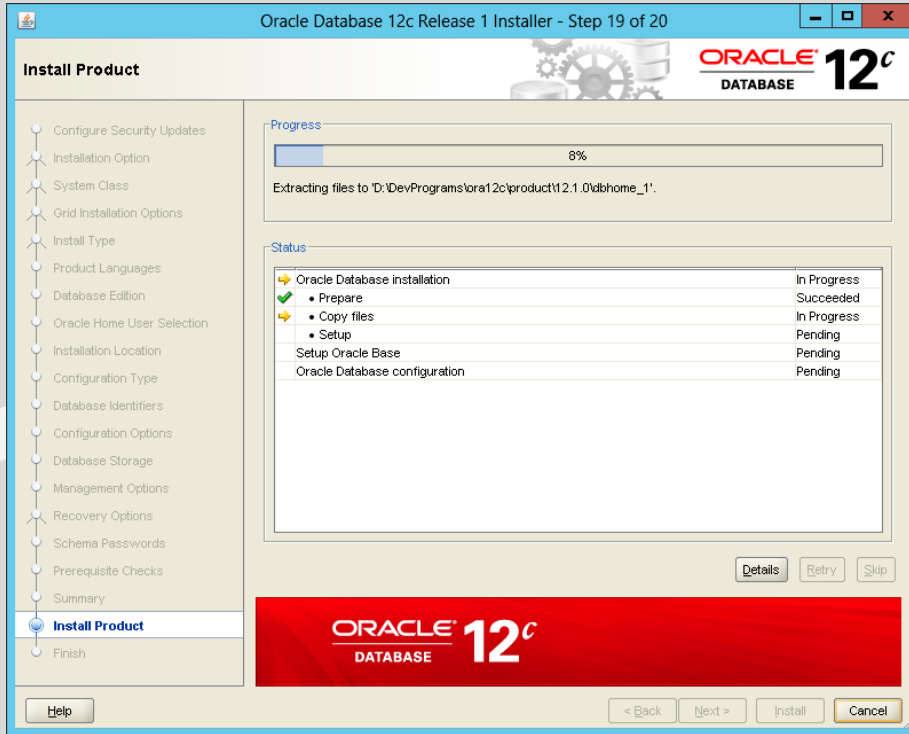 Oracle Database 12c Release 1 Installer - Step 19 of 20
Install Product
ORACLE
DATABASE
12c
Configure Security Updates
Installation Option
System Class
Grid Installation Options
Install Type
Product Languages
Database Edition
Oracle Home User Selection
Installation Location
Configuration Type
Database Identifiers
Configuration Options
Database Storage
Management Options
Recovery Options
Schema Passwords
Prerequisite Checks
Summary
Install Product
Finish
Progress
8%
Extracting files to 'D:\DevPrograms\ora12c\product\12.1.0\dbhome_1'.
Status
Oracle Database installation In Progress
• Prepare Succeeded
• Copy files In Progress
• Setup Pending
Setup Oracle Base Pending
Oracle Database configuration Pending
Details Retry Skip
ORACLE
DATABASE
12c
Help < Back Next > Install Cancel